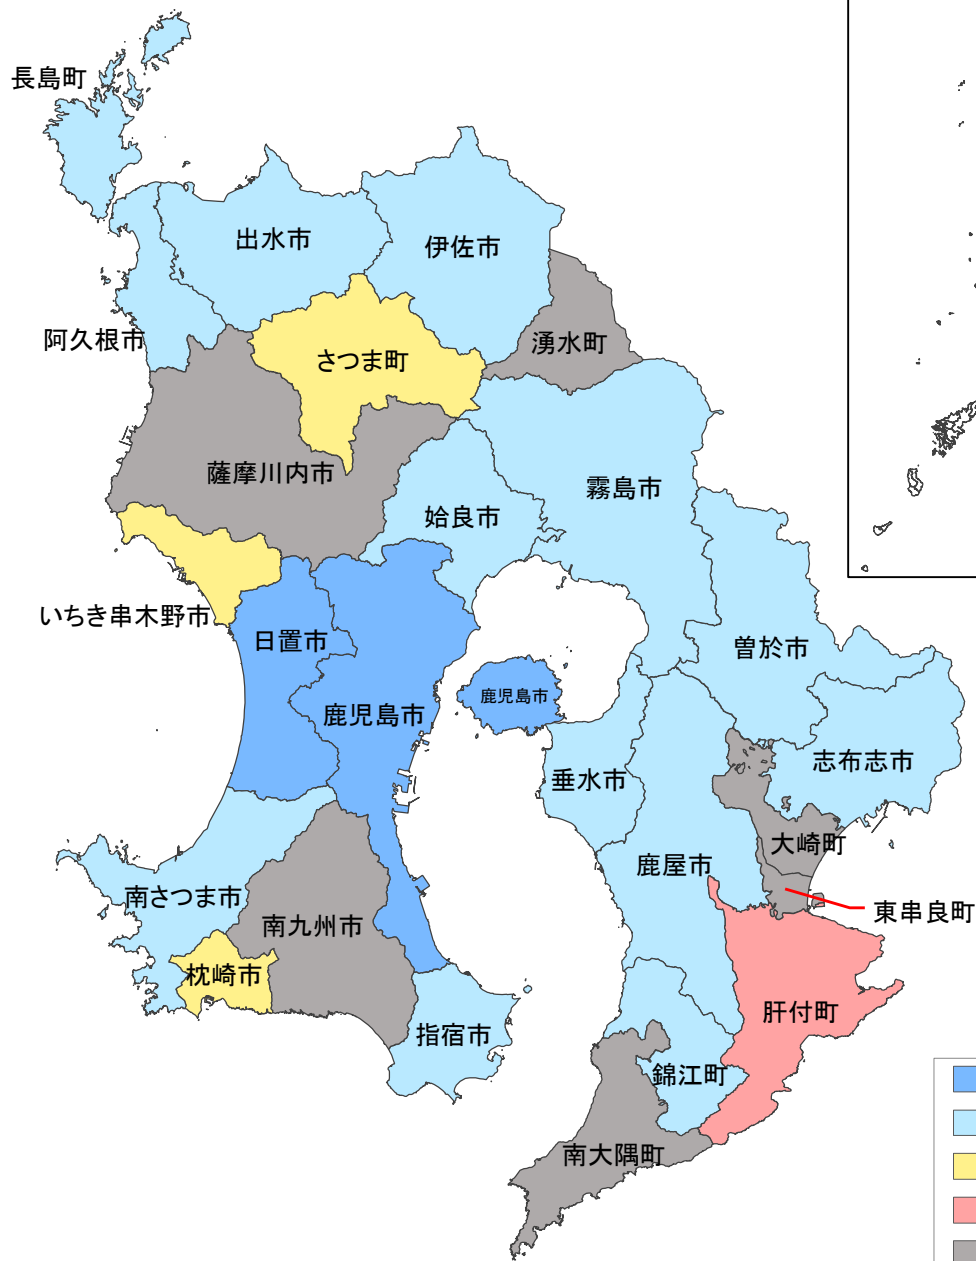 長島町
出水市
伊佐市
阿久根市
湧水町
さつま町
薩摩川内市
霧島市
姶良市
いちき串木野市
日置市
曽於市
鹿児島市
鹿児島市
志布志市
垂水市
大崎町
鹿屋市
南さつま市
東串良町
南九州市
枕崎市
肝付町
指宿市
錦江町
南大隅町